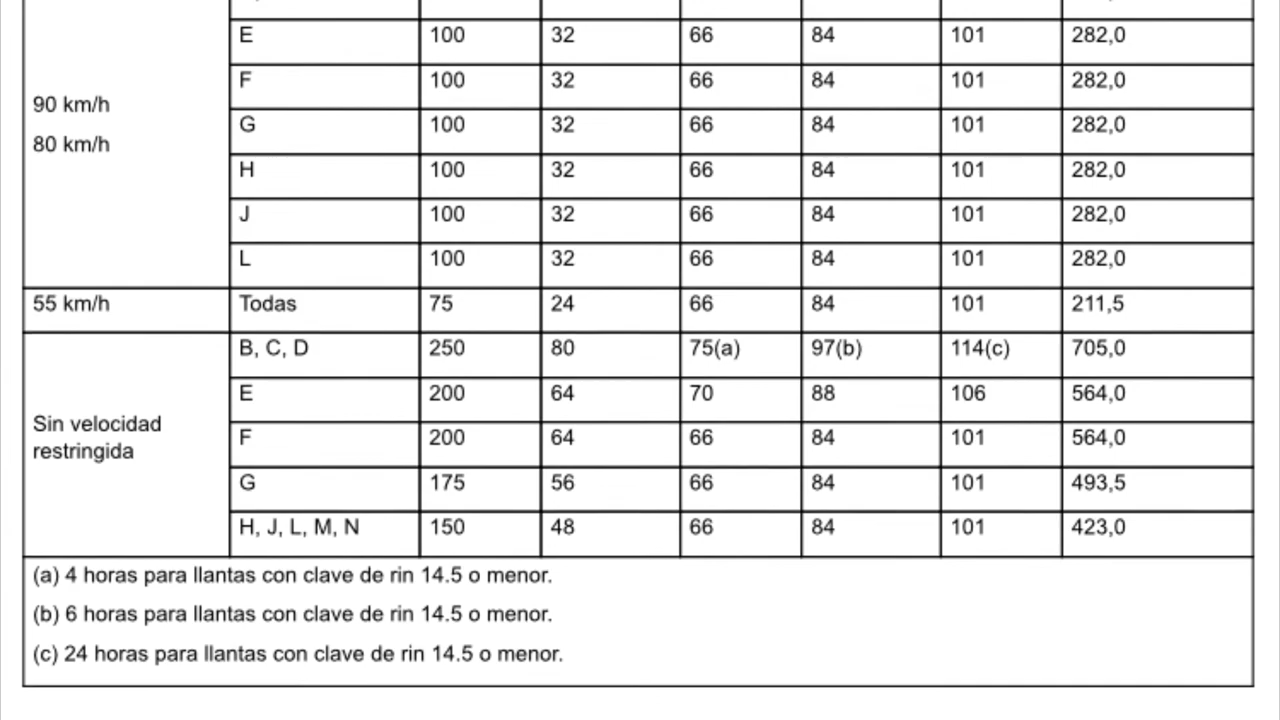 E 100 32 66 84 101 282,0
F 100 32 66 84 101 282,0
90 km/h
G 100 32 66 84 101 282,0
80 km/h
H 100 32 66 84 101 282,0
J 100 32 66 84 101 282,0
L 100 32 66 84 101 282,0
55 km/h Todas 75 24 66 84 101 211,5
B, C, D 250 80 75(a) 97(b) 114(c) 705,0
E 200 64 70 88 106 564,0
Sin velocidad
restringida
F 200 64 66 84 101 564,0
G 175 56 66 84 101 493,5
H, J, L, M, N 150 48 66 84 101 423,0
(a) 4 horas para llantas con clave de rin 14.5 o menor.
(b) 6 horas para llantas con clave de rin 14.5 o menor.
(c) 24 horas para llantas con clave de rin 14.5 o menor.